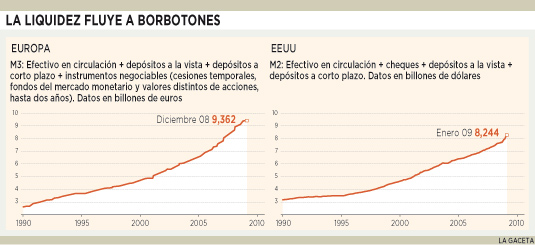 LA LIQUIDEZ FLUYE A BORBOTONES
EUROPA
M3: Efectivo en circulación + depósitos a la vista + depósitos a
corto plazo + instrumentos negociables (cesiones temporales,
fondos del mercado monetario y valores distintos de acciones,
hasta dos años). Datos en billones de euros
10
9
8
7
6
5
4
3
Diciembre 08 9,362
1990
1995
2000
2005
2010
EEUU
M2: Efectivo en circulación + cheques + depósitos a la vista +
depósitos a corto plazo. Datos en billones de dólares
10
9
8
7
6
5
4
3
Enero 09 8,244
1990
1995
2000
2005
2010
LA GACETA